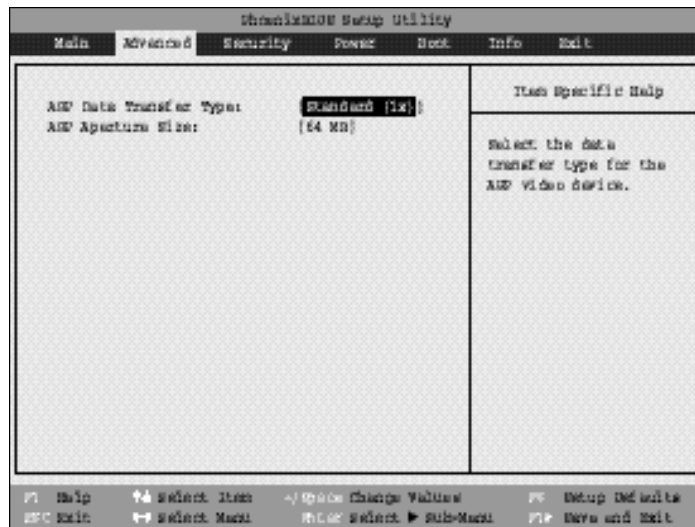 PhoenixBIOS Setup Utility
Main Advanced Security Power Boot Info Exit
AGP Data Transfer Type: [Standard (1x)]
AGP Aperture Size: [64 MB]
Item Specific Help
Select the data
transfer type for the
AGP video device.
F1 Help ↑↓ Select Item -/Space Change Values F9 Setup Defaults
ESC Exit ←→ Select Menu Enter Select ▶ Sub-Menu F10 Save and Exit